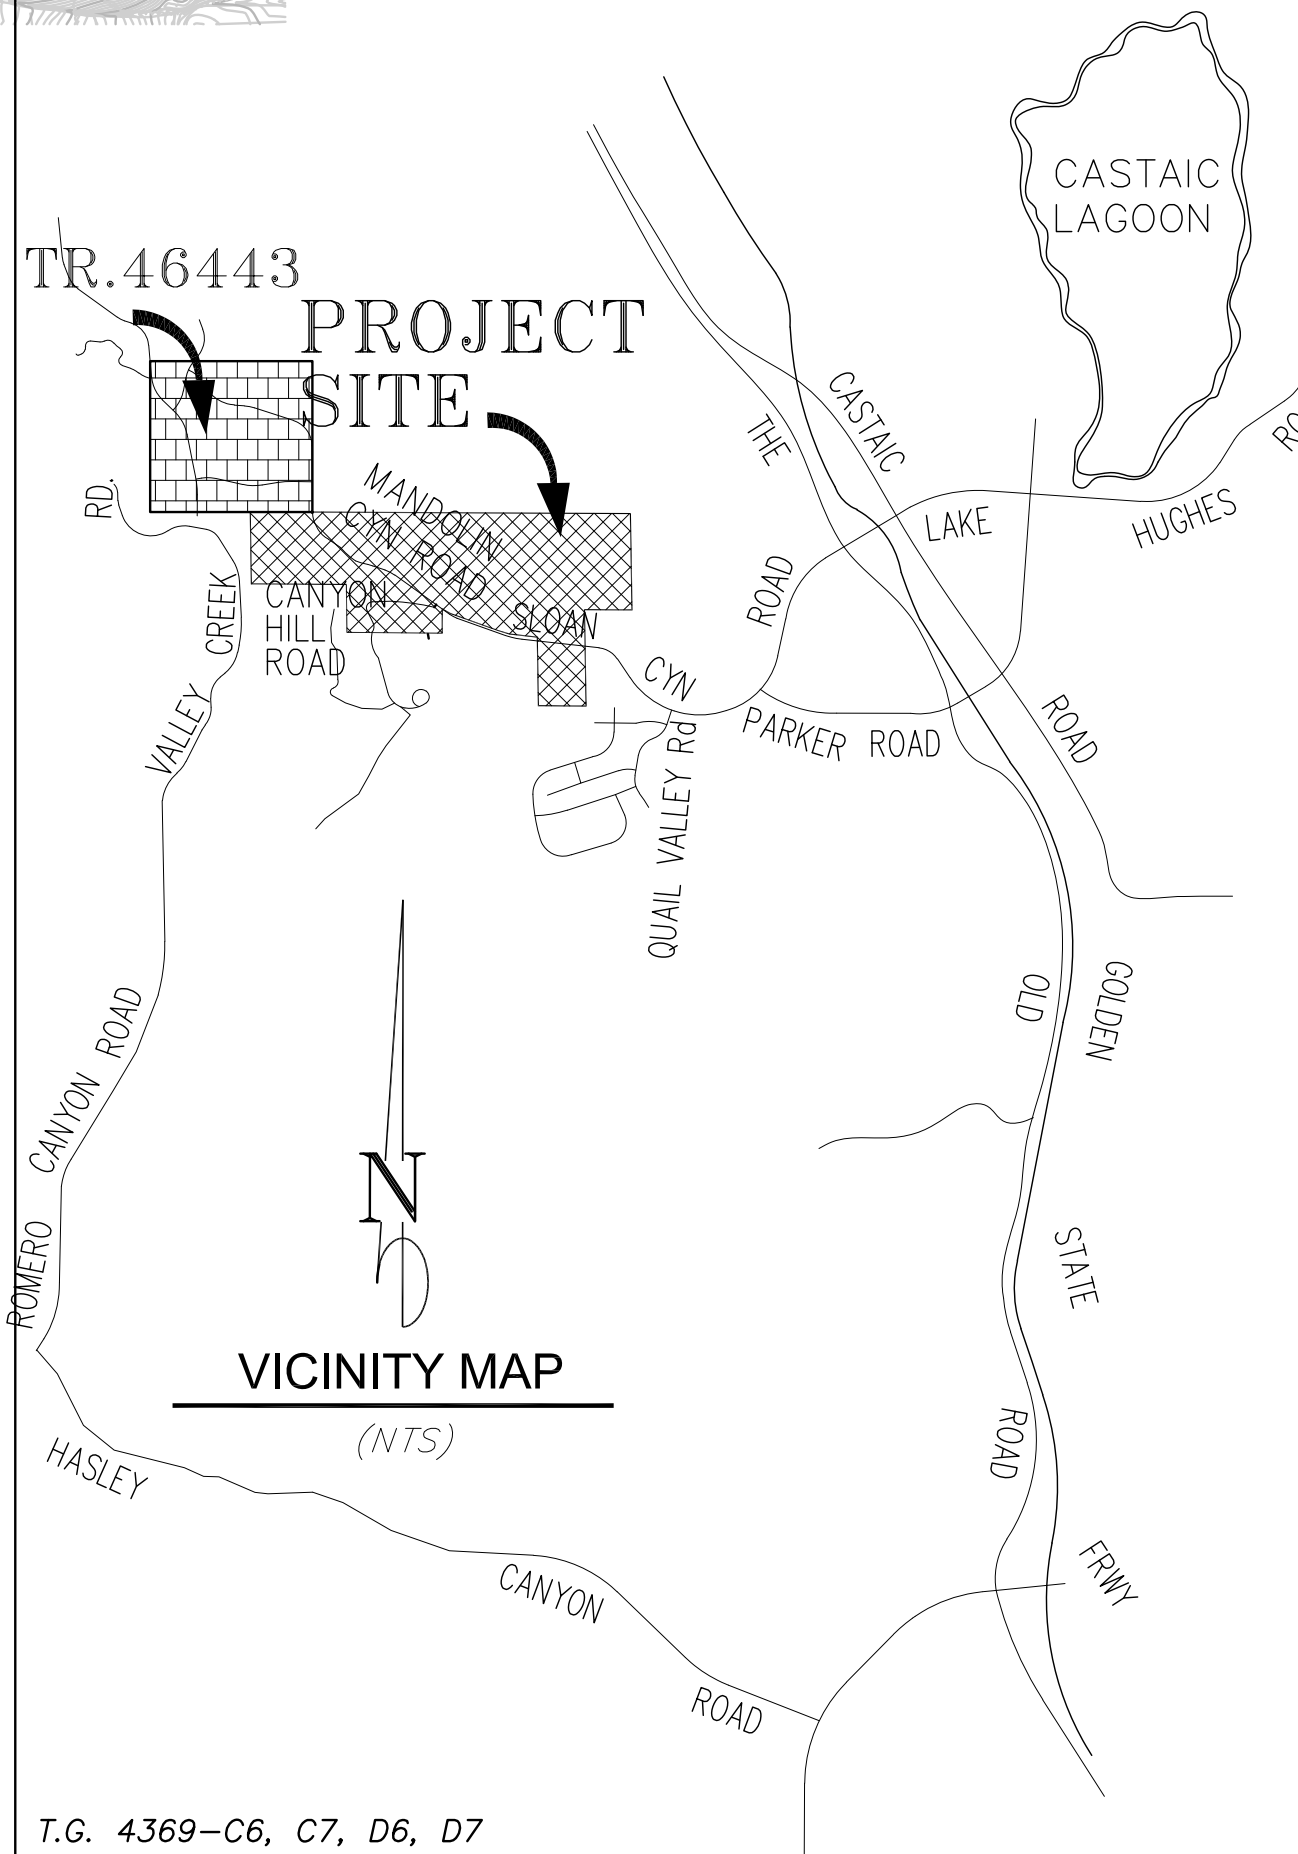 CASTAIC
LAGOON
TR.46443
PROJECT
SITE
CASTAIC
THE
MANDOLIN
CYN ROAD
RD.
LAKE
HUGHES
RO
CREEK
CANYON
HILL
ROAD
SLOAN
ROAD
CYN
VALLEY
PARKER ROAD
ROAD
QUAIL VALLEY Rd
GOLDEN
OLD
CANYON ROAD
N
STATE
ROMERO
VICINITY MAP
(NTS)
ROAD
HASLEY
CANYON
FRWY
ROAD
T.G. 4369-C6, C7, D6, D7